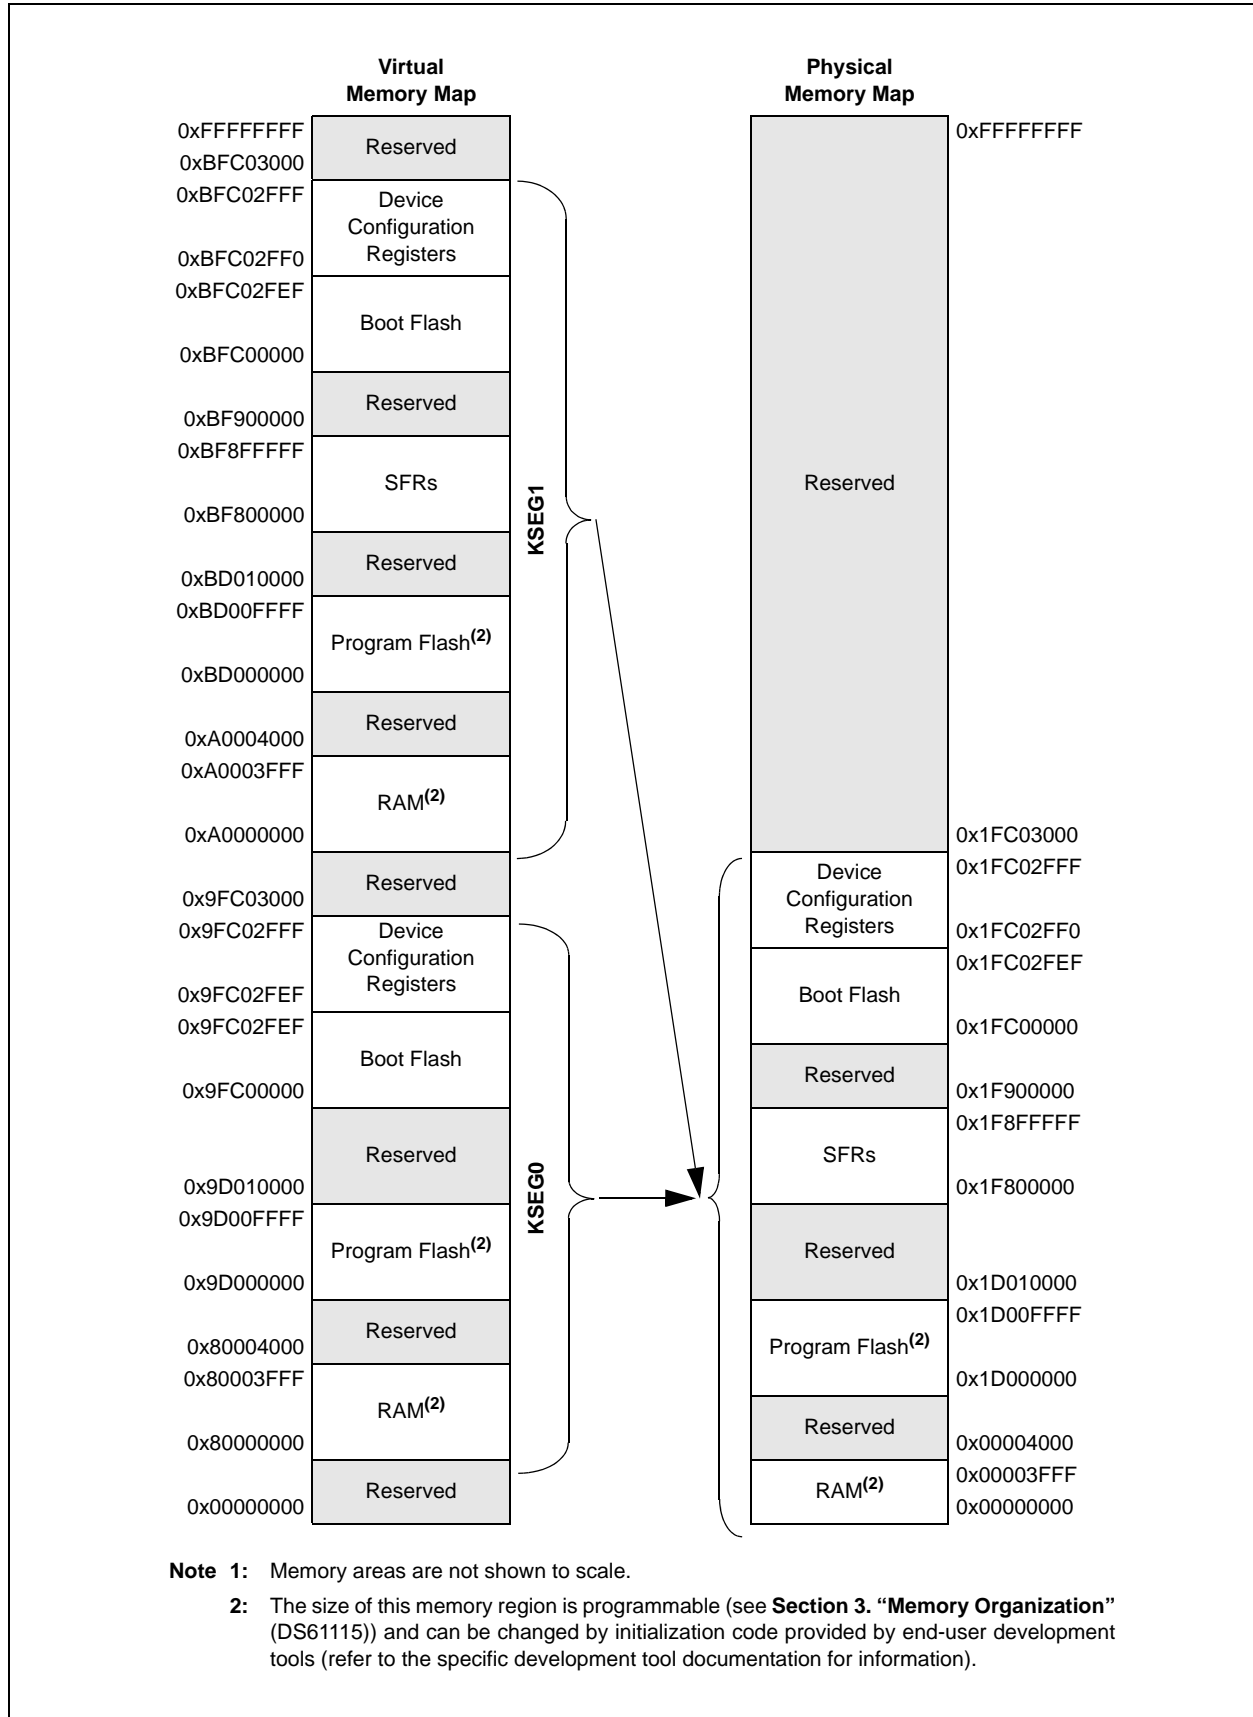 Virtual
Memory Map
0xFFFFFFFF
0xBFC03000
Reserved
0xBFC02FFF
0xBFC02FF0
Device
Configuration
Registers
0xBFC02FEF
0xBFC00000
Boot Flash
Reserved
0xBF900000
0xBF8FFFFF
0xBF800000
SFRs
Reserved
0xBD010000
0xBD00FFFF
0xBD000000
Program Flash(2)
Reserved
0xA0004000
0xA0003FFF
0xA0000000
RAM(2)
KSEG1
Reserved
0x9FC03000
0x9FC02FFF
0x9FC02FEF
Device
Configuration
Registers
0x9FC02FEF
0x9FC00000
Boot Flash
Reserved
0x9D010000
0x9D00FFFF
0x9D000000
Program Flash(2)
Reserved
0x80004000
0x80003FFF
0x80000000
RAM(2)
KSEG0
Reserved
0x00000000
Physical
Memory Map
0xFFFFFFFF
Reserved
0x1FC03000
0x1FC02FFF
Device
Configuration
Registers
0x1FC02FF0
0x1FC02FEF
Boot Flash
0x1FC00000
Reserved
0x1F900000
0x1F8FFFFF
SFRs
0x1F800000
Reserved
0x1D010000
0x1D00FFFF
Program Flash(2)
0x1D000000
Reserved
0x00004000
0x00003FFF
RAM(2)
0x00000000
Note 1: Memory areas are not shown to scale.
2: The size of this memory region is programmable (see Section 3. “Memory Organization”
(DS61115)) and can be changed by initialization code provided by end-user development
tools (refer to the specific development tool documentation for information).